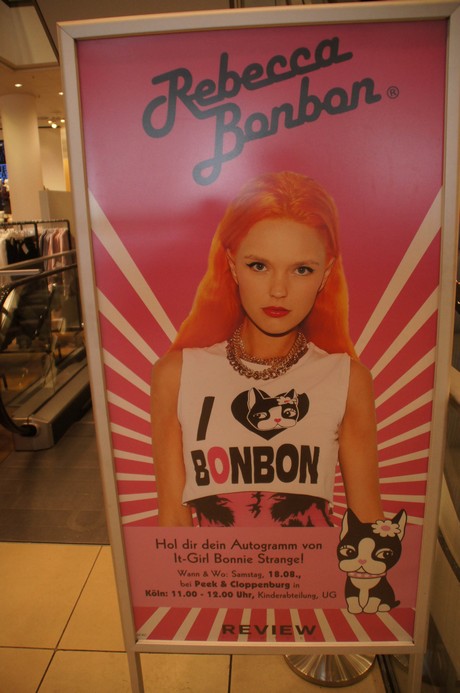 Rebecca
Bonbon®
I
BONBON
Hol dir dein Autogramm von
It-Girl Bonnie Strange!
Wann & Wo: Samstag, 18.08.,
bei Peek & Cloppenburg in
Köln: 11.00 - 12.00 Uhr, Kinderabteilung, UG
REVIEW